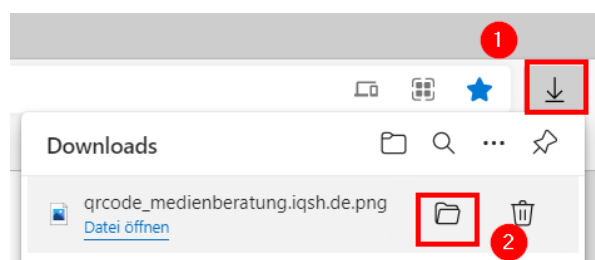 1
Downloads
qrcode_medienberatung.iqsh.de.png
Datei öffnen
2